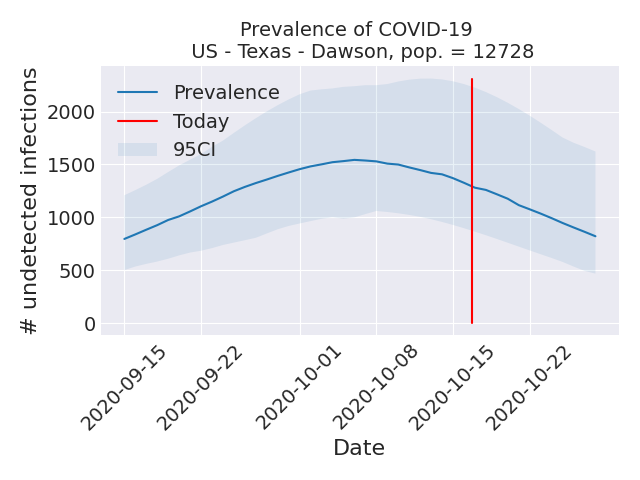 Prevalence of COVID-19
US - Texas - Dawson, pop. = 12728
Prevalence
Today
95CI
# undetected infections
2000
1500
1000
500
0
2020-09-15
2020-09-22
2020-10-01
2020-10-08
2020-10-15
2020-10-22
Date